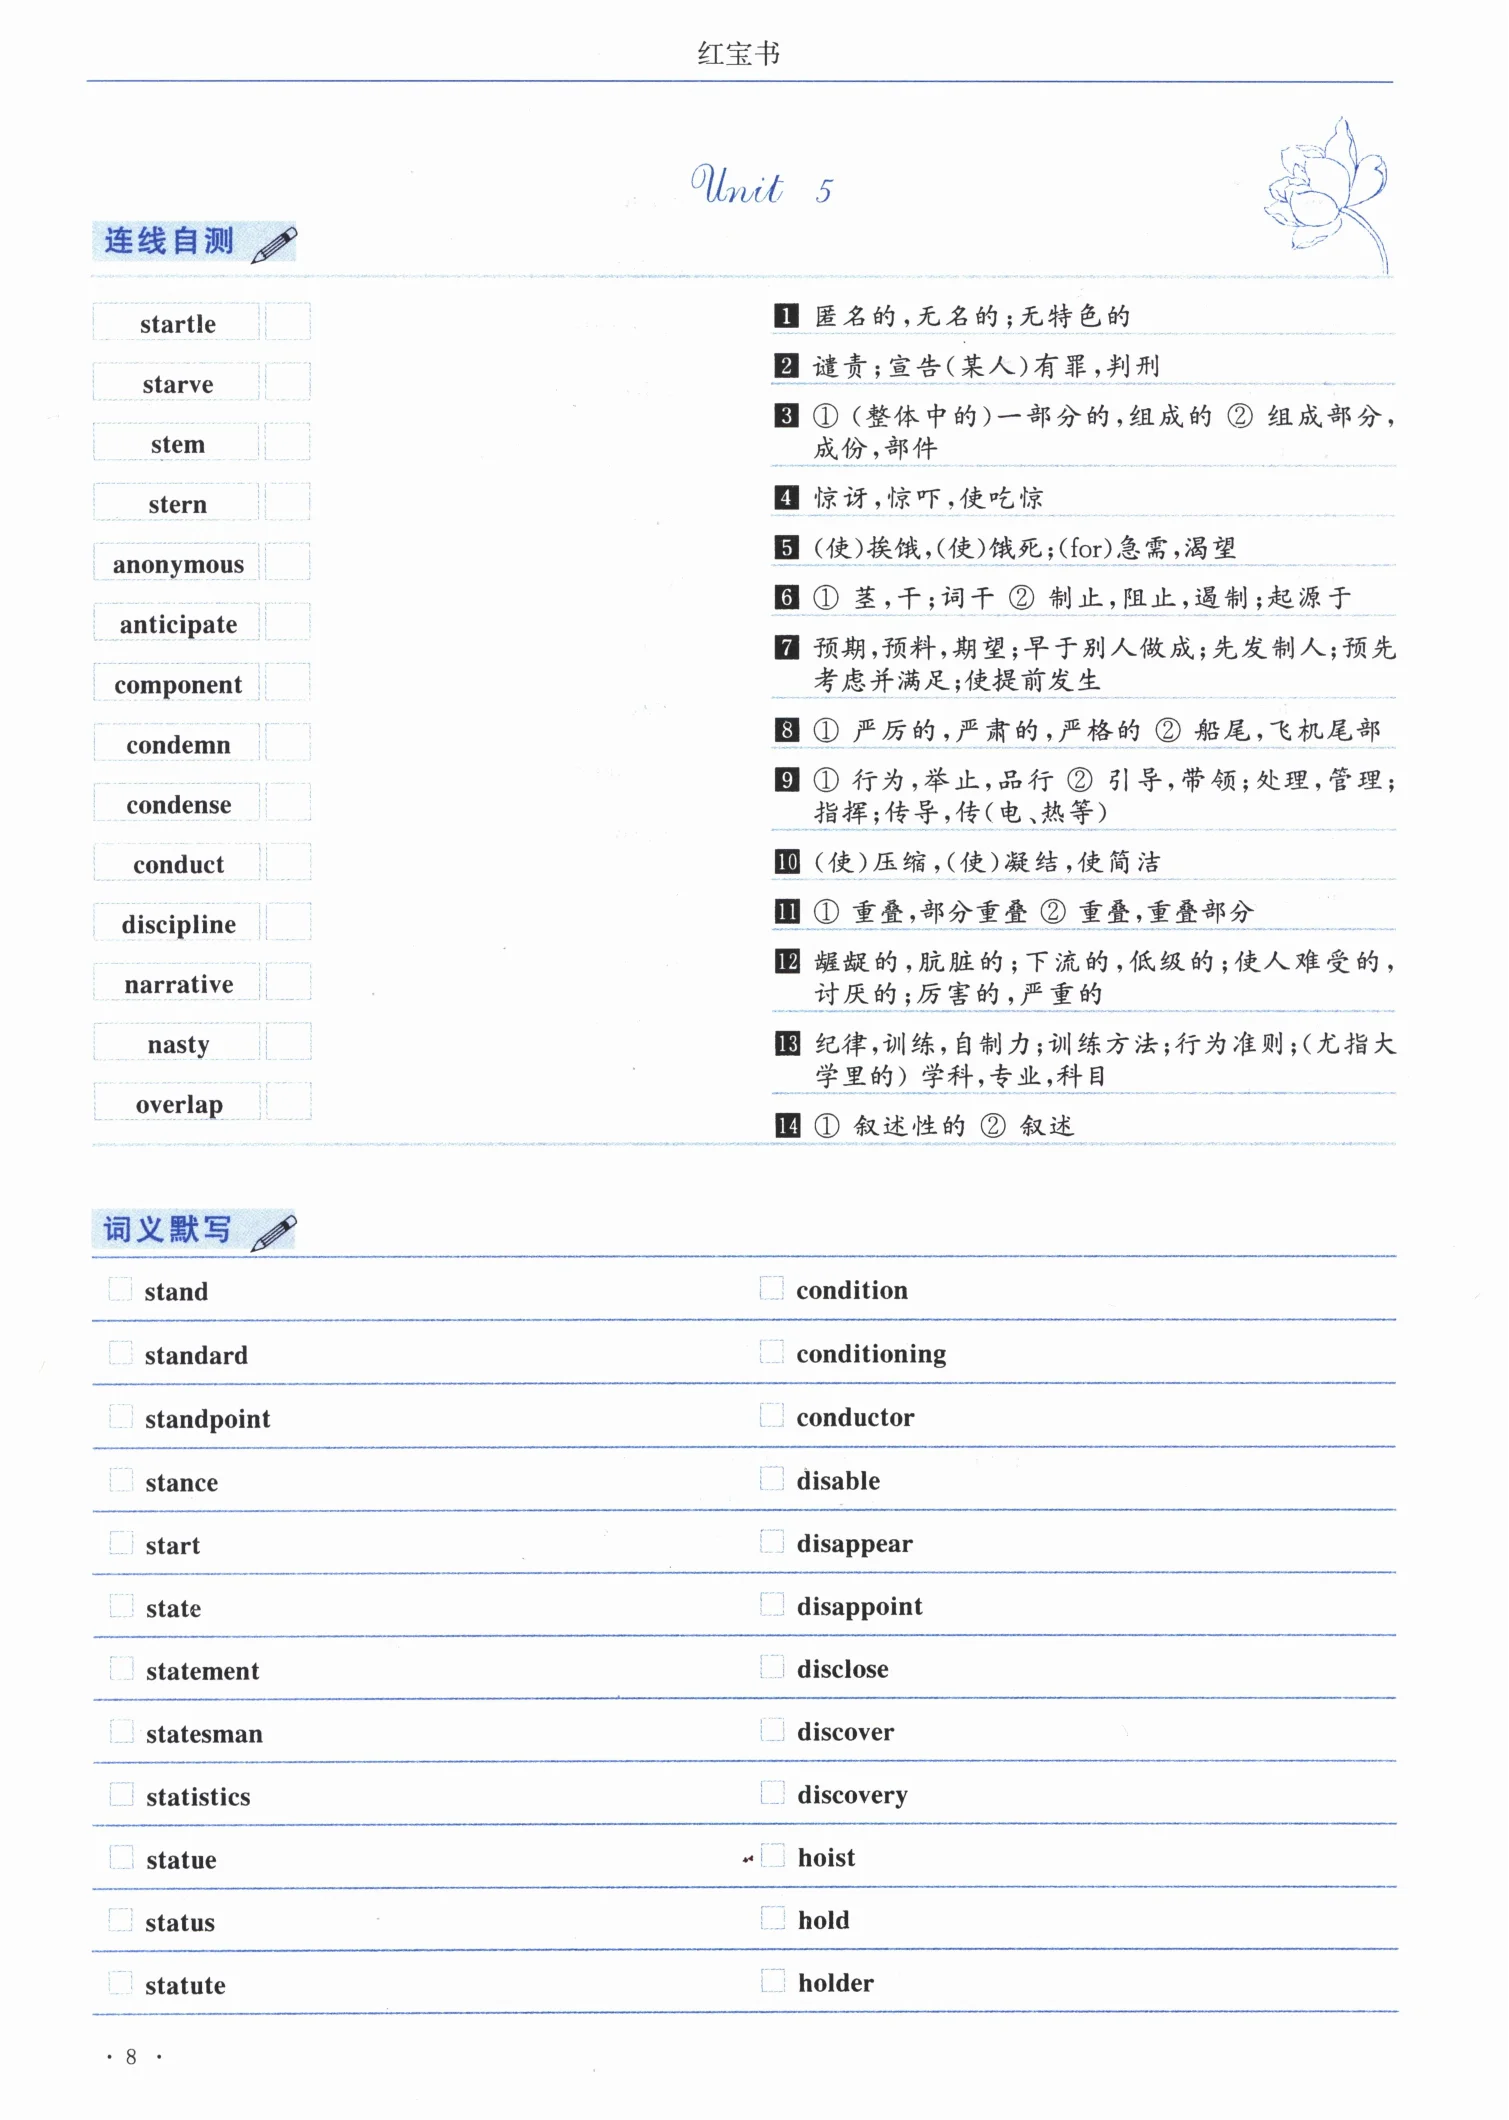 红宝书
Unit 5
连线自测
startle
starve
stem
stern
anonymous
anticipate
component
condemn
condense
conduct
discipline
narrative
nasty
overlap
1 匿名的,无名的;无特色的
2 谴责;宣告(某人)有罪,判刑
3 ① (整体中的)一部分的,组成的 ② 组成部分,
成份,部件
4 惊讶,惊吓,使吃惊
5 (使)挨饿,(使)饿死;(for)急需,渴望
6 ① 茎,干;词干 ② 制止,阻止,遏制;起源于
7 预期,预料,期望;早于别人做成;先发制人;预先
考虑并满足;使提前发生
8 ① 严厉的,严肃的,严格的 ② 船尾,飞机尾部
9 ① 行为,举止,品行 ② 引导,带领;处理,管理;
指挥;传导,传(电、热等)
10 (使)压缩,(使)凝结,使简洁
11 ① 重叠,部分重叠 ② 重叠,重叠部分
12 龌龊的,肮脏的;下流的,低级的;使人难受的,
讨厌的;厉害的,严重的
13 纪律,训练,自制力;训练方法;行为准则;(尤指大
学里的) 学科,专业,科目
14 ① 叙述性的 ② 叙述
词义默写
stand
standard
standpoint
stance
start
state
statement
statesman
statistics
statue
status
statute
condition
conditioning
conductor
disable
disappear
disappoint
disclose
discover
discovery
hoist
hold
holder
· 8 ·